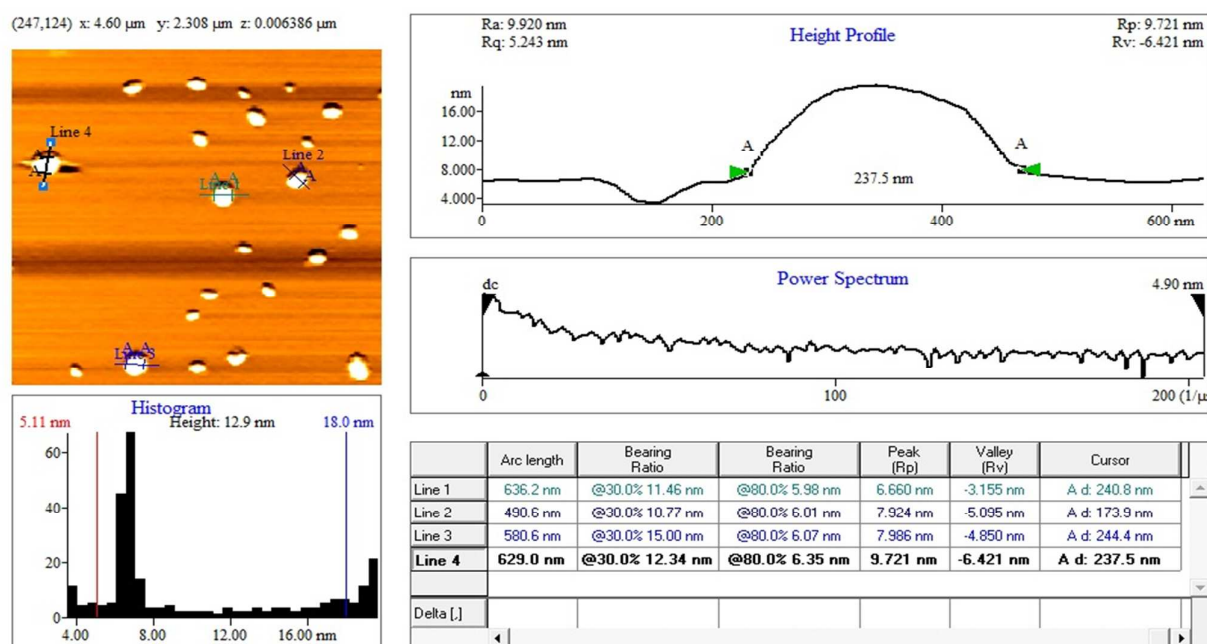 (247,124) x: 4.60 µm y: 2.308 µm z: 0.006386 µm
Line 4
A
A
Line 2
A
A
A A
Line 1
A A
Line 3
Ra: 9.920 nm
Rq: 5.243 nm
Height Profile
Rp: 9.721 nm
Rv: -6.421 nm
nm
16.00
12.00
8.000
4.000
A
A
237.5 nm
0
200
400
600 nm
Power Spectrum
dc
4.90 nm
0
100
200 (1/µ
Histogram
5.11 nm
Height: 12.9 nm
18.0 nm
60
40
20
0
4.00
8.00
12.00
16.00 nm
Arc length Bearing Ratio Bearing Ratio Peak (Rp) Valley (Rv) Cursor
Line 1 636.2 nm @30.0% 11.46 nm @80.0% 5.98 nm 6.660 nm -3.155 nm A d: 240.8 nm
Line 2 490.6 nm @30.0% 10.77 nm @80.0% 6.01 nm 7.924 nm -5.095 nm A d: 173.9 nm
Line 3 580.6 nm @30.0% 15.00 nm @80.0% 6.07 nm 7.986 nm -4.850 nm A d: 244.4 nm
Line 4 629.0 nm @30.0% 12.34 nm @80.0% 6.35 nm 9.721 nm -6.421 nm A d: 237.5 nm
Delta [,]